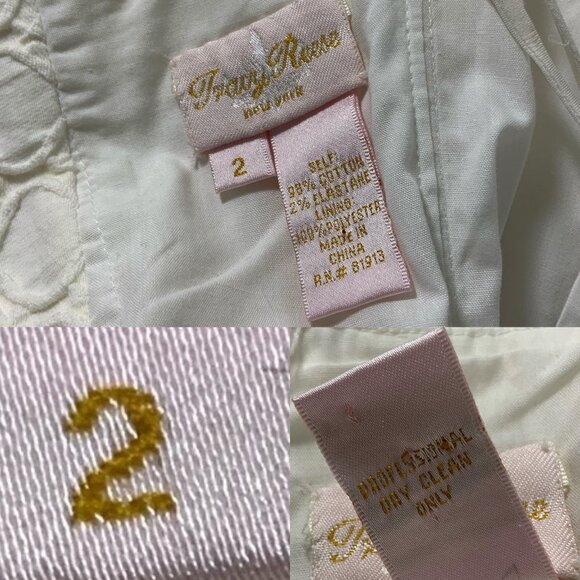 Tracy Reese
new york
2
SELF:
98% COTTON
2% ELASTANE
LINING:
100%POLYESTER
MADE IN
CHINA
R.N.# 81913
2
PROFESSIONAL
DRY CLEAN
ONLY